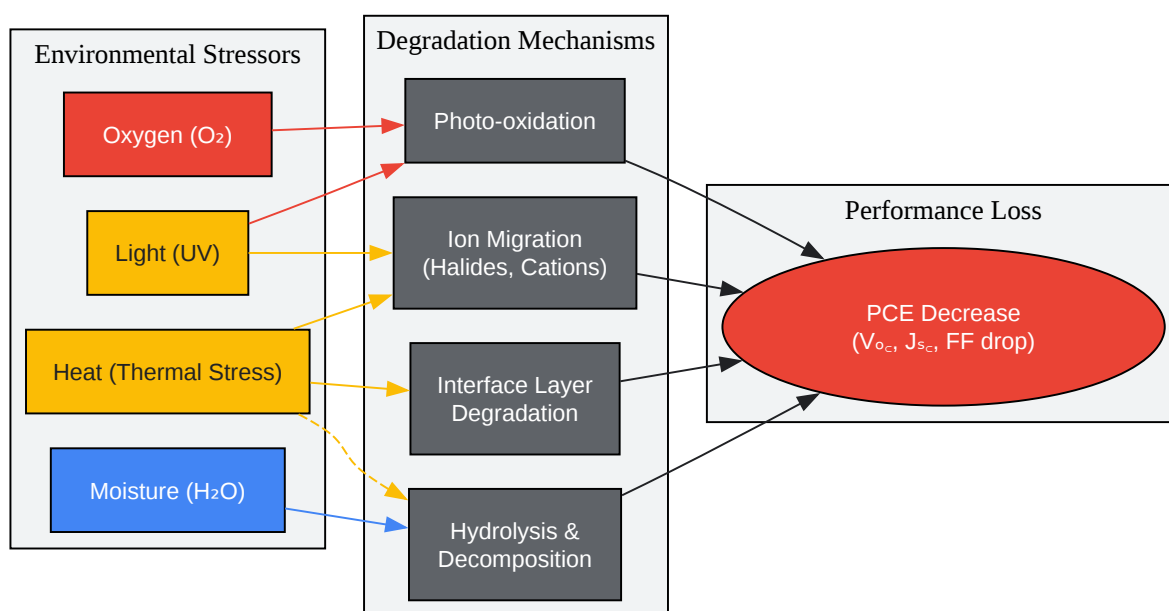 Environmental Stressors
Oxygen (O₂)
Light (UV)
Heat (Thermal Stress)
Moisture (H₂O)
Degradation Mechanisms
Photo-oxidation
Ion Migration
(Halides, Cations)
Interface Layer
Degradation
Hydrolysis &
Decomposition
Performance Loss
PCE Decrease
(Vₒ꜀, Jₛ꜀, FF drop)